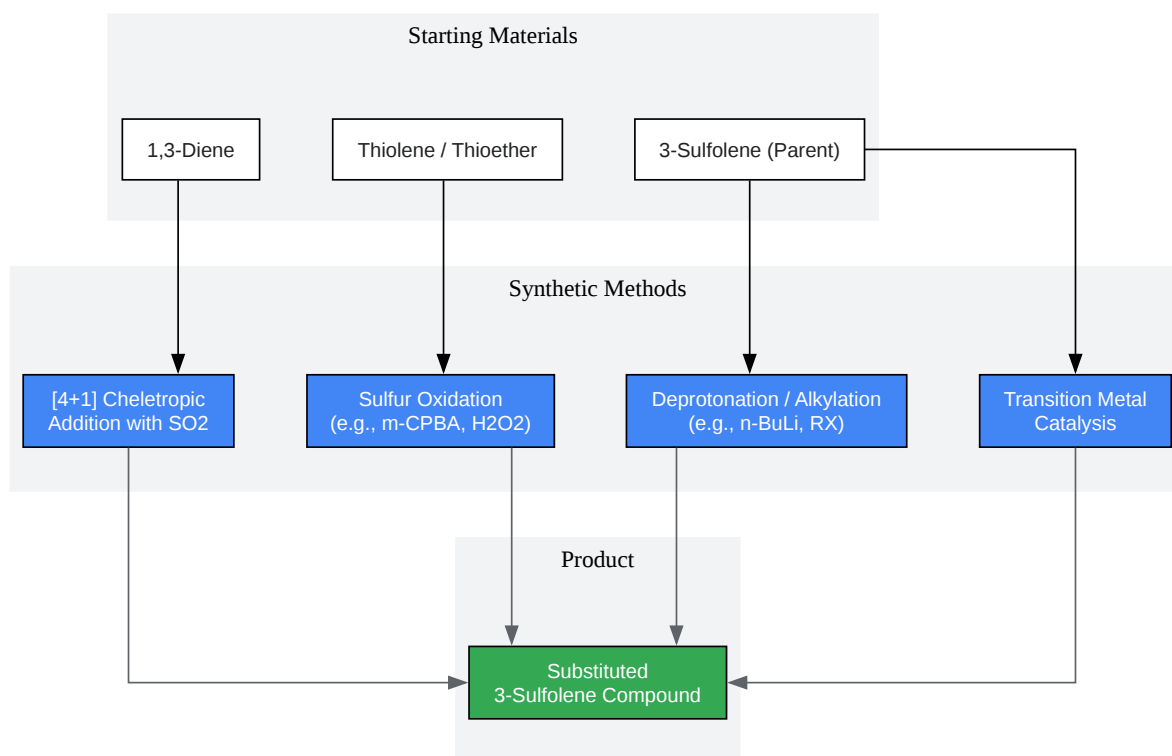 Starting Materials
1,3-Diene
Thiolene / Thioether
3-Sulfolene (Parent)
Synthetic Methods
[4+1] Cheletropic
Addition with SO2
Sulfur Oxidation
(e.g., m-CPBA, H2O2)
Deprotonation / Alkylation
(e.g., n-BuLi, RX)
Transition Metal
Catalysis
Product
Substituted
3-Sulfolene Compound